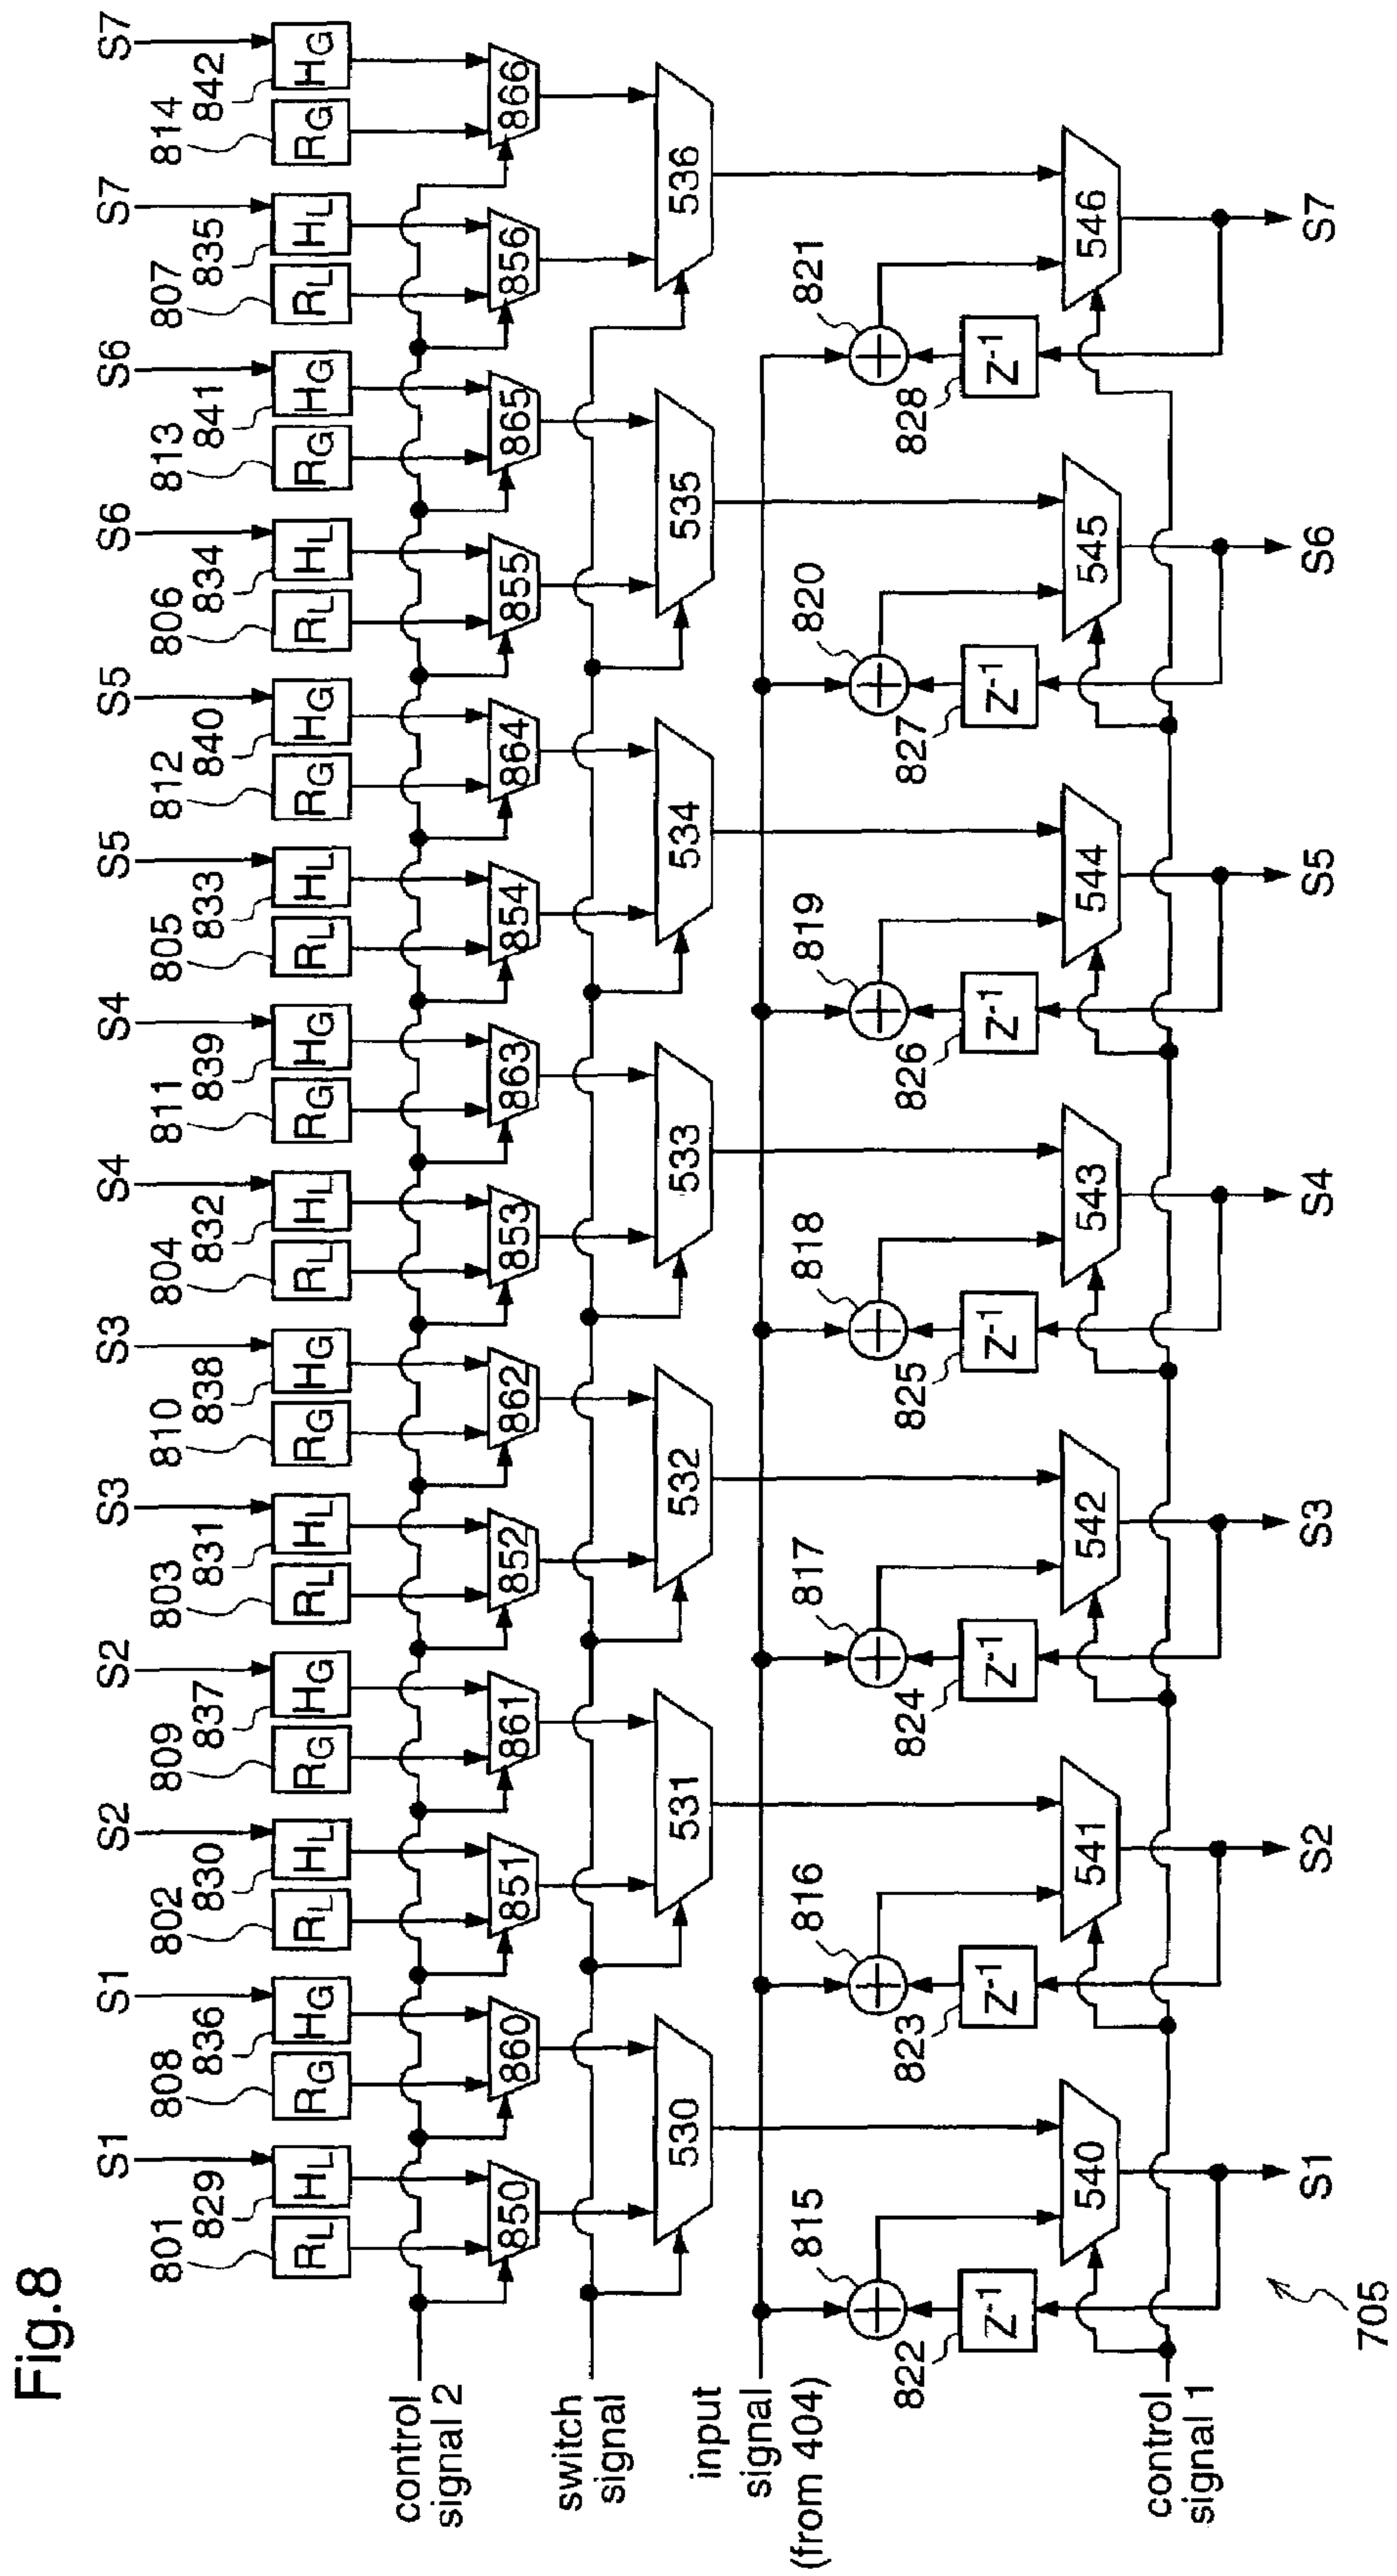 Fig.8
S1 S1 S2 S2 S3 S3 S4 S4 S5 S5 S6 S6 S7 S7
801 829 808 836 802 830 809 837 803 831 810 838 804 832 811 839 805 833 812 840 806 834 813 841 807 835 814 842
RL HL RG HG RL HL RG HG RL HL RG HG RL HL RG HG RL HL RG HG RL HL RG HG RL HL RG HG
control
signal 2
850 860 851 861 852 862 853 863 854 864 855 865 856 866
switch
signal
530 531 532 533 534 535 536
input
signal
(from 404)
815 816 817 818 819 820 821
822 823 824 825 826 827 828
Z-1 Z-1 Z-1 Z-1 Z-1 Z-1 Z-1
540 541 542 543 544 545 546
control
signal 1
S1 S2 S3 S4 S5 S6 S7
705